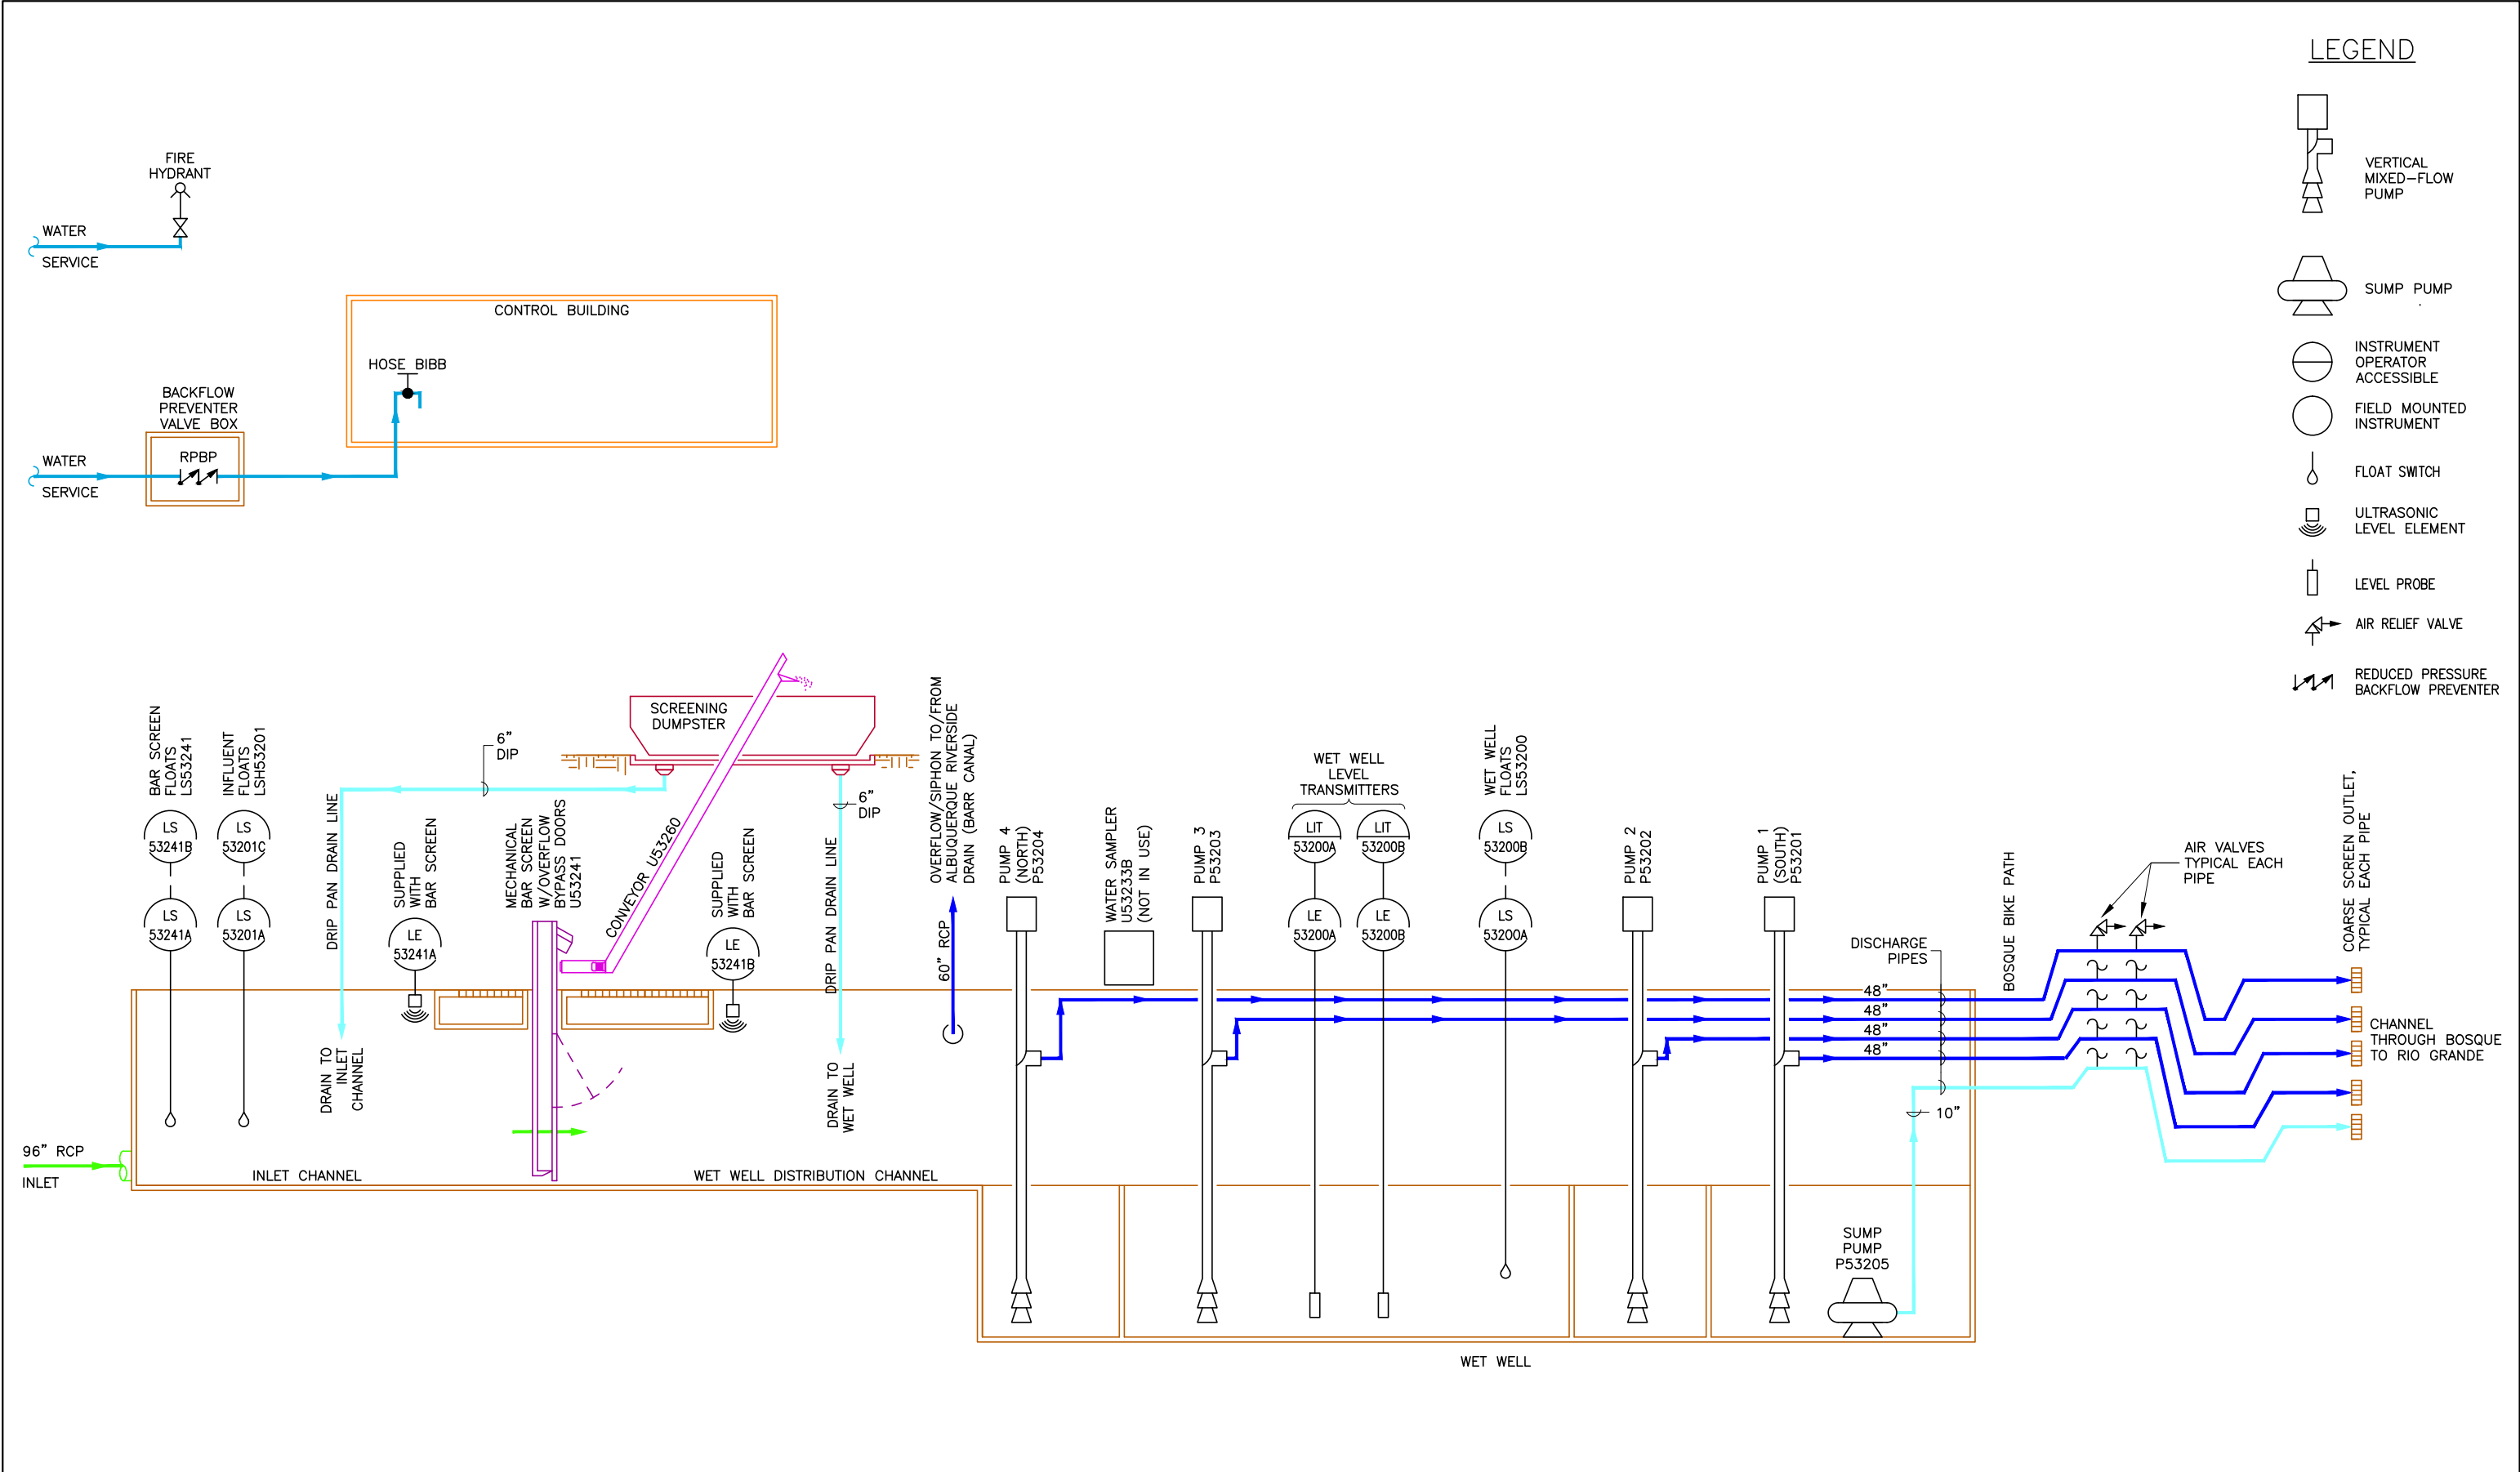 LEGEND
VERTICAL
MIXED-FLOW
PUMP
SUMP PUMP
INSTRUMENT
OPERATOR
ACCESSIBLE
FIELD MOUNTED
INSTRUMENT
FLOAT SWITCH
ULTRASONIC
LEVEL ELEMENT
LEVEL PROBE
AIR RELIEF VALVE
REDUCED PRESSURE
BACKFLOW PREVENTER
FIRE
HYDRANT
WATER
SERVICE
CONTROL BUILDING
HOSE BIBB
BACKFLOW
PREVENTER
VALVE BOX
RPBP
WATER
SERVICE
BAR SCREEN
FLOATS
LS53241
LS
53241B
LS
53241A
INFLUENT
FLOATS
LSH53201
LS
53201C
LS
53201A
DRIP PAN DRAIN LINE
6"
DIP
DRAIN TO
INLET
CHANNEL
SUPPLIED
WITH
BAR SCREEN
LE
53241A
MECHANICAL
BAR SCREEN
W/OVERFLOW
BYPASS DOORS
U53241
CONVEYOR U53260
SCREENING
DUMPSTER
SUPPLIED
WITH
BAR SCREEN
LE
53241B
6"
DIP
DRIP PAN DRAIN LINE
DRAIN TO
WET WELL
OVERFLOW/SIPHON TO/FROM
ALBUQUERQUE RIVERSIDE
DRAIN (BARR CANAL)
60" RCP
PUMP 4
(NORTH)
P53204
WATER SAMPLER
U53233B
(NOT IN USE)
PUMP 3
P53203
WET WELL
LEVEL
TRANSMITTERS
LIT
53200A
LIT
53200B
LE
53200A
LE
53200B
WET WELL
FLOATS
LS53200
LS
53200B
LS
53200A
PUMP 2
P53202
PUMP 1
(SOUTH)
P53201
DISCHARGE
PIPES
48"
48"
48"
48"
10"
BOSQUE BIKE PATH
AIR VALVES
TYPICAL EACH
PIPE
COARSE SCREEN OUTLET,
TYPICAL EACH PIPE
CHANNEL
THROUGH BOSQUE
TO RIO GRANDE
96" RCP
INLET
INLET CHANNEL
WET WELL DISTRIBUTION CHANNEL
SUMP
PUMP
P53205
WET WELL